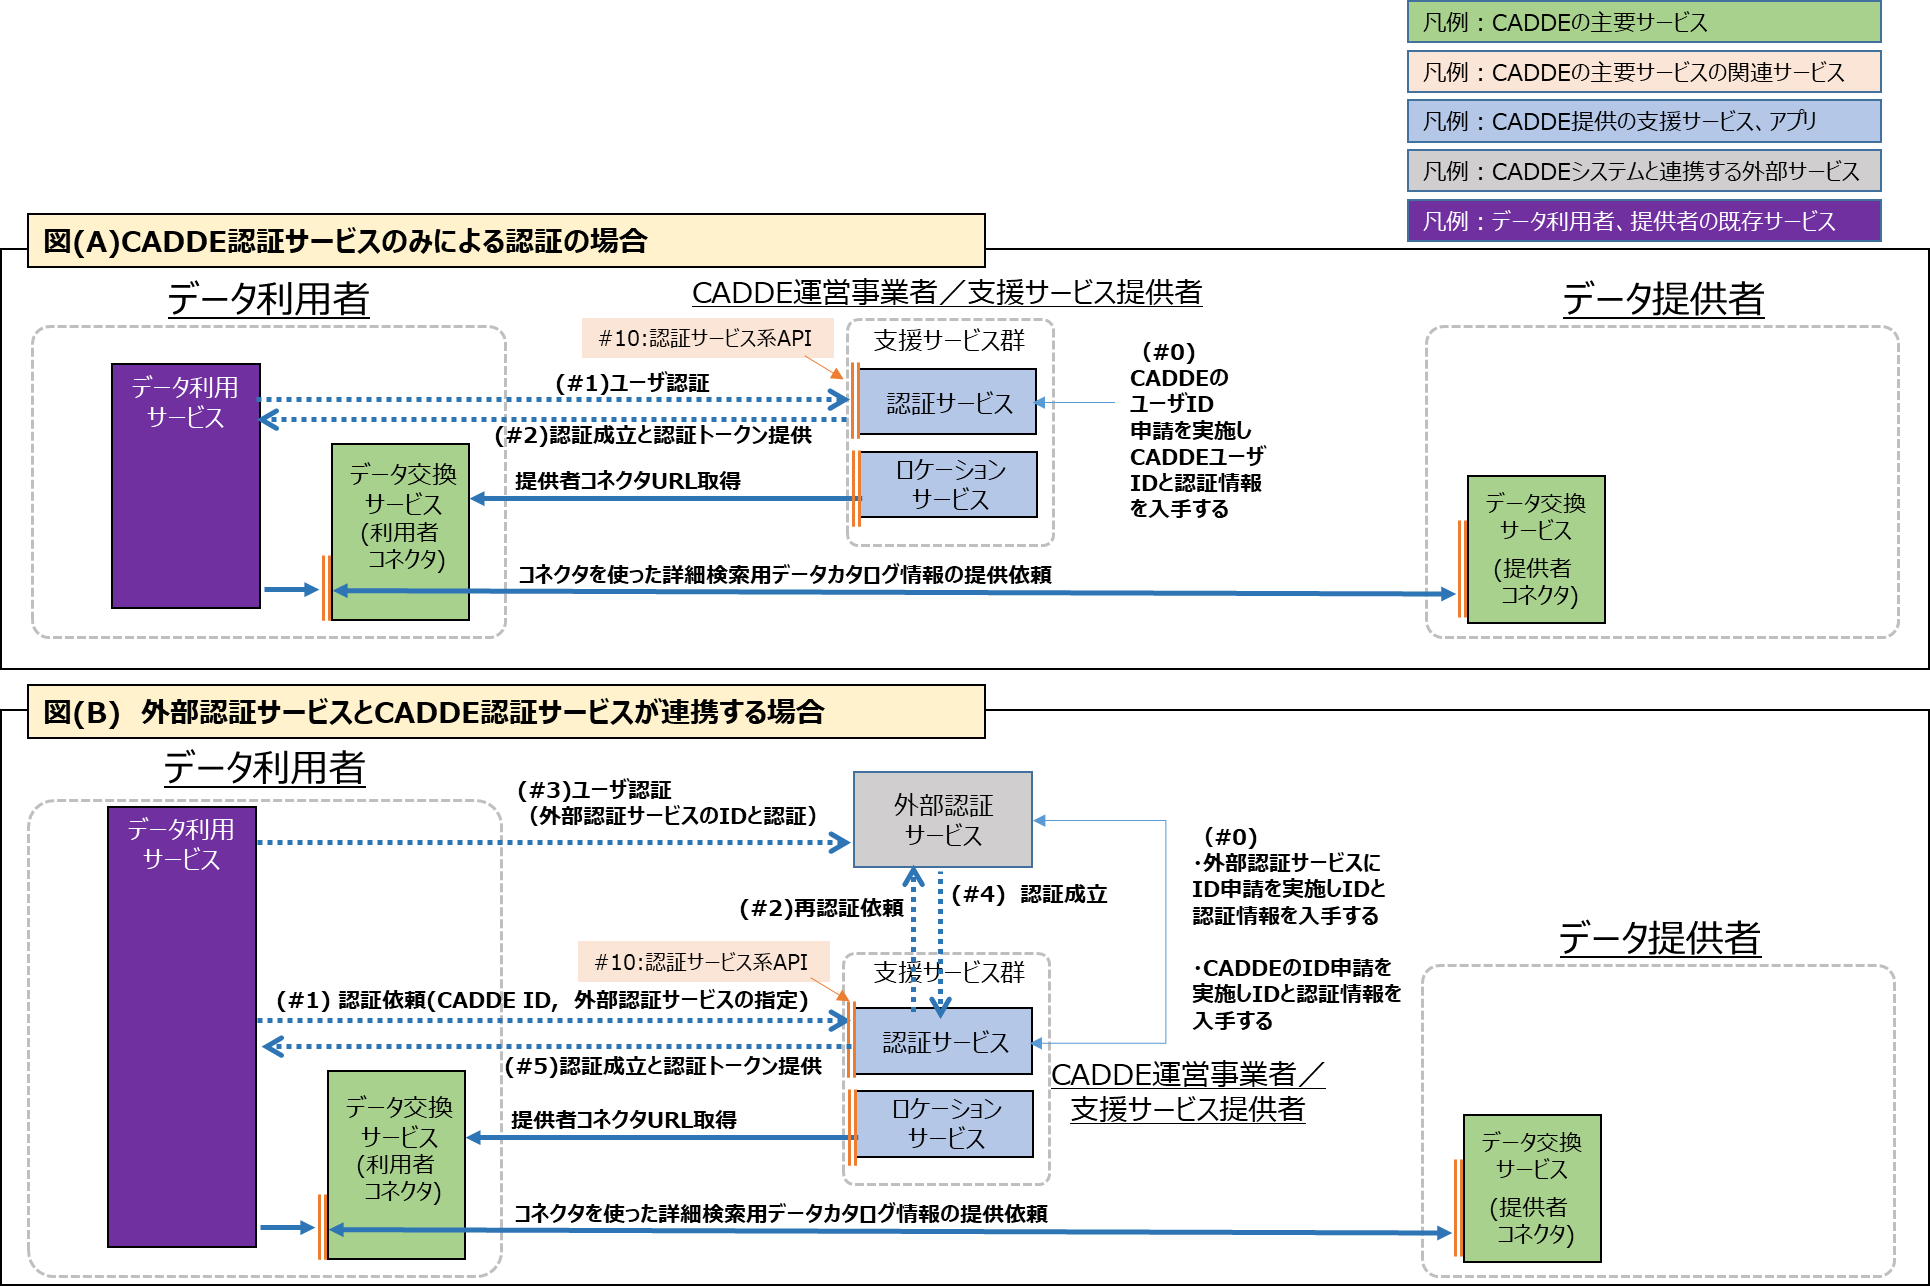 凡例：CADDEの主要サービス
凡例：CADDEの主要サービスの関連サービス
凡例：CADDE提供の支援サービス、アプリ
凡例：CADDEシステムと連携する外部サービス
凡例：データ利用者、提供者の既存サービス
図(A)CADDE認証サービスのみによる認証の場合
データ利用者
CADDE運営事業者／支援サービス提供者
データ提供者
#10:認証サービス系API
支援サービス群
データ利用
サービス
(#1)ユーザ認証
認証サービス
(#2)認証成立と認証トークン提供
（#0)
CADDEの
ユーザID
申請を実施し
CADDEユーザ
IDと認証情報
を入手する
データ交換
サービス
(利用者
コネクタ)
提供者コネクタURL取得
ロケーション
サービス
データ交換
サービス
(提供者
コネクタ)
コネクタを使った詳細検索用データカタログ情報の提供依頼
図(B)　外部認証サービスとCADDE認証サービスが連携する場合
データ利用者
データ利用
サービス
(#3)ユーザ認証
（外部認証サービスのIDと認証）
外部認証
サービス
(#2)再認証依頼
(#4)　認証成立
（#0)
・外部認証サービスに
ID申請を実施しIDと
認証情報を入手する
・CADDEのID申請を
実施しIDと認証情報を
入手する
データ提供者
#10:認証サービス系API
支援サービス群
(#1) 認証依頼(CADDE ID,　外部認証サービスの指定)
認証サービス
(#5)認証成立と認証トークン提供
CADDE運営事業者／
支援サービス提供者
データ交換
サービス
(利用者
コネクタ)
提供者コネクタURL取得
ロケーション
サービス
データ交換
サービス
(提供者
コネクタ)
コネクタを使った詳細検索用データカタログ情報の提供依頼